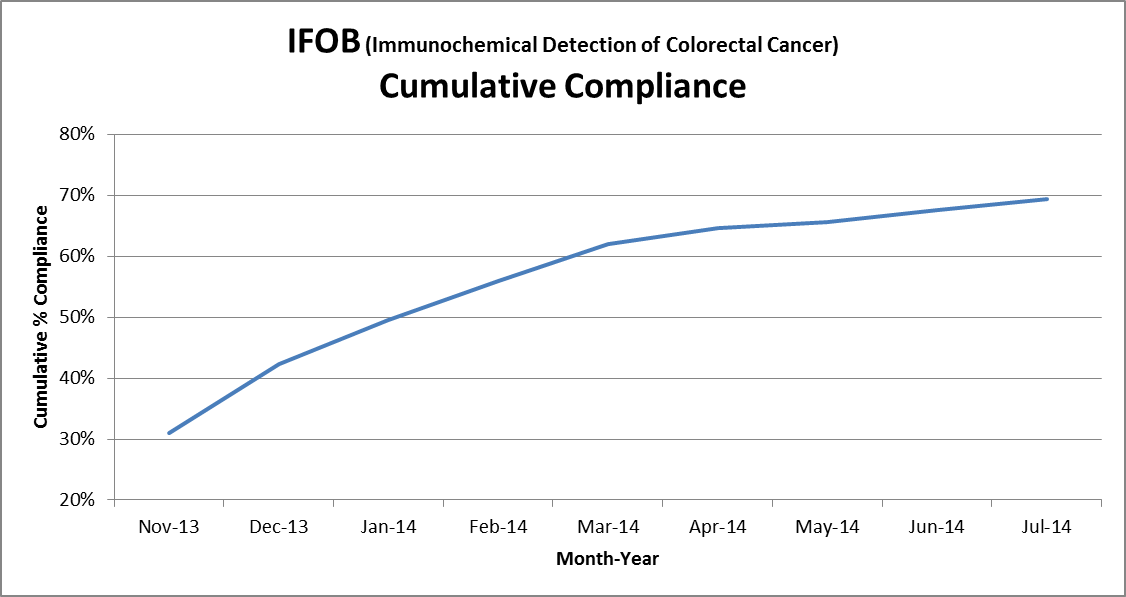 IFOB (Immunochemical Detection of Colorectal Cancer)
Cumulative Compliance
80%
70%
60%
50%
40%
30%
20%
Cumulative % Compliance
Nov-13 Dec-13 Jan-14 Feb-14 Mar-14 Apr-14 May-14 Jun-14 Jul-14
Month-Year